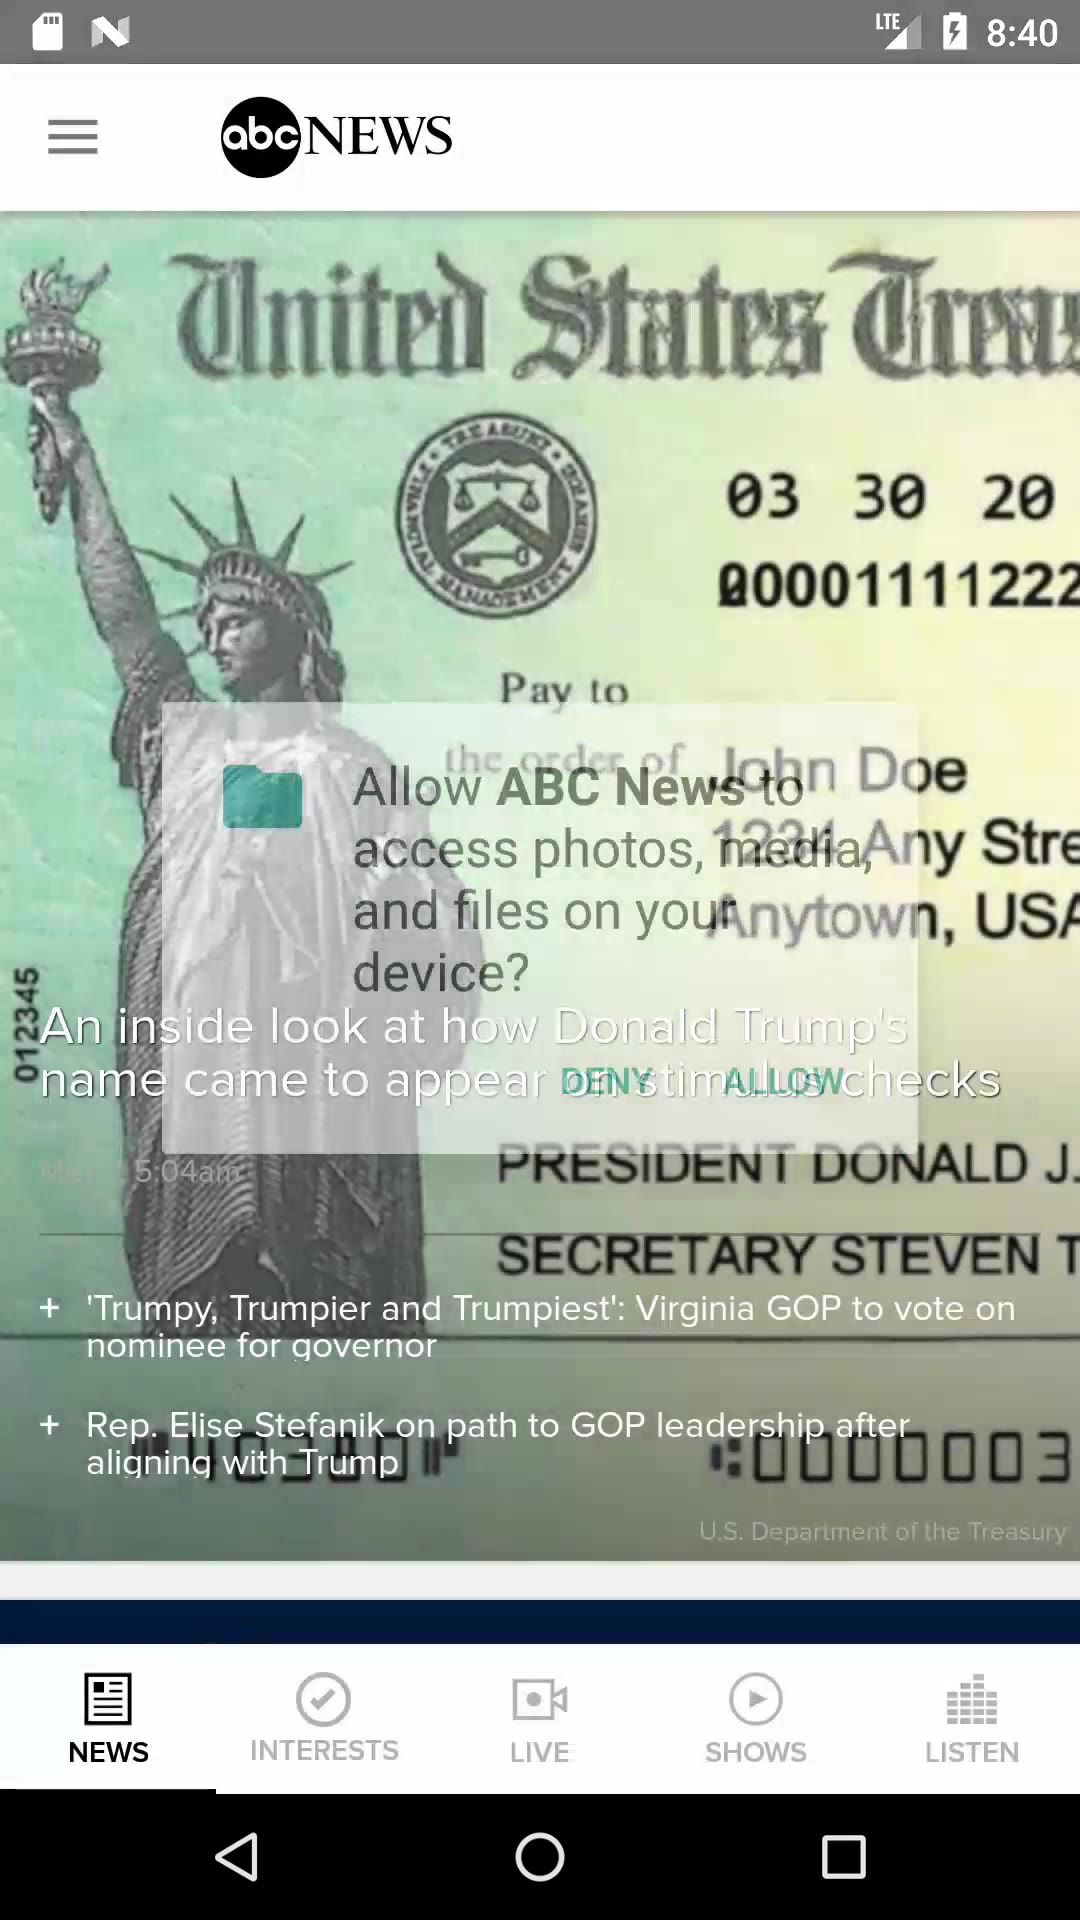 LTE 8:40
abc NEWS
United States Treas
TREASURY
03 30 20
00001111222
Pay to
the order of John Doe
1234 Any Stre
Anytown, USA
Allow ABC News to
access photos, media,
and files on your
device?
DENY ALLOW
012345
An inside look at how Donald Trump's
name came to appear on stimulus checks
5:04am
PRESIDENT DONALD J.
SECRETARY STEVEN T
+ 'Trumpy, Trumpier and Trumpiest': Virginia GOP to vote on
nominee for governor
+ Rep. Elise Stefanik on path to GOP leadership after
aligning with Trump
0000003
U.S. Department of the Treasury
NEWS INTERESTS LIVE SHOWS LISTEN